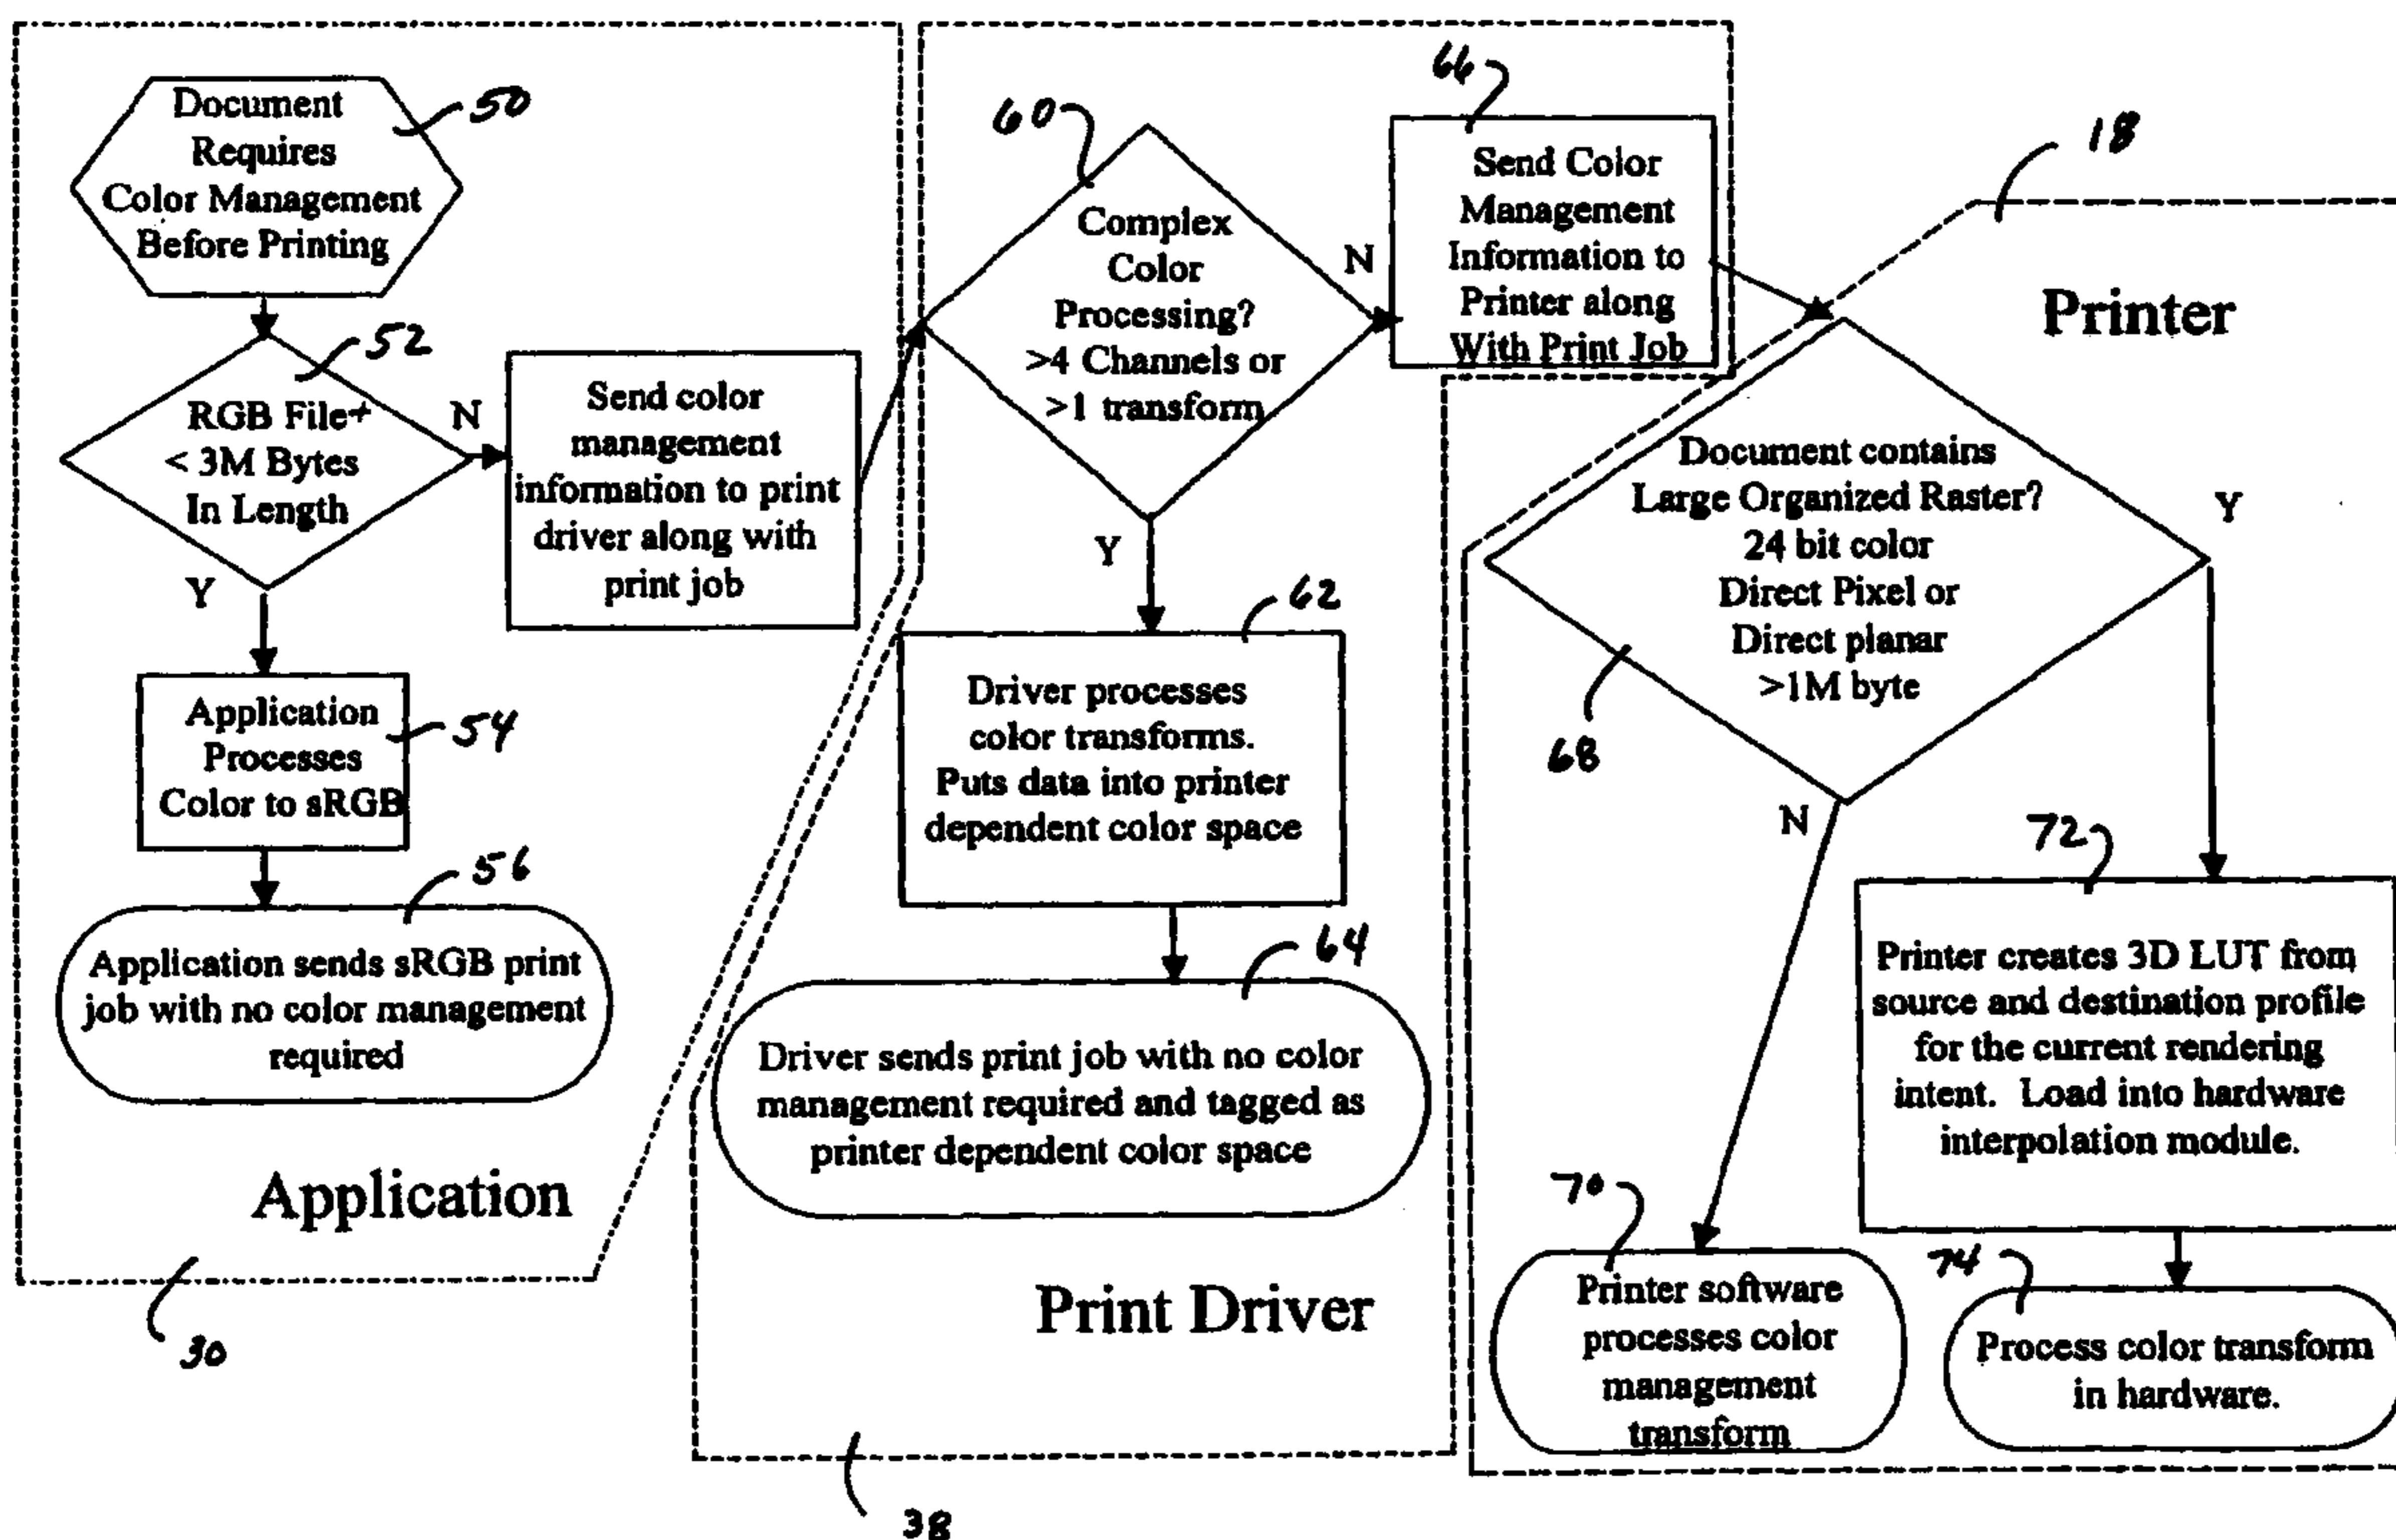 Document
Requires
Color Management
Before Printing
50
52
RGB File+
< 3M Bytes
In Length
N
Y
Send color
management
information to print
driver along with
print job
Application
Processes
Color to sRGB
54
56
Application sends sRGB print
job with no color management
required
Application
30
60
Complex
Color
Processing?
>4 Channels or
>1 transform
N
Y
66
Send Color
Management
Information to
Printer along
With Print Job
62
Driver processes
color transforms.
Puts data into printer
dependent color space
64
Driver sends print job with no color
management required and tagged as
printer dependent color space
Print Driver
38
18
Printer
Document contains
Large Organized Raster?
24 bit color
Direct Pixel or
Direct planar
>1M byte
68
Y
N
72
Printer creates 3D LUT from
source and destination profile
for the current rendering
intent. Load into hardware
interpolation module.
70
Printer software
processes color
management
transform
74
Process color transform
in hardware.